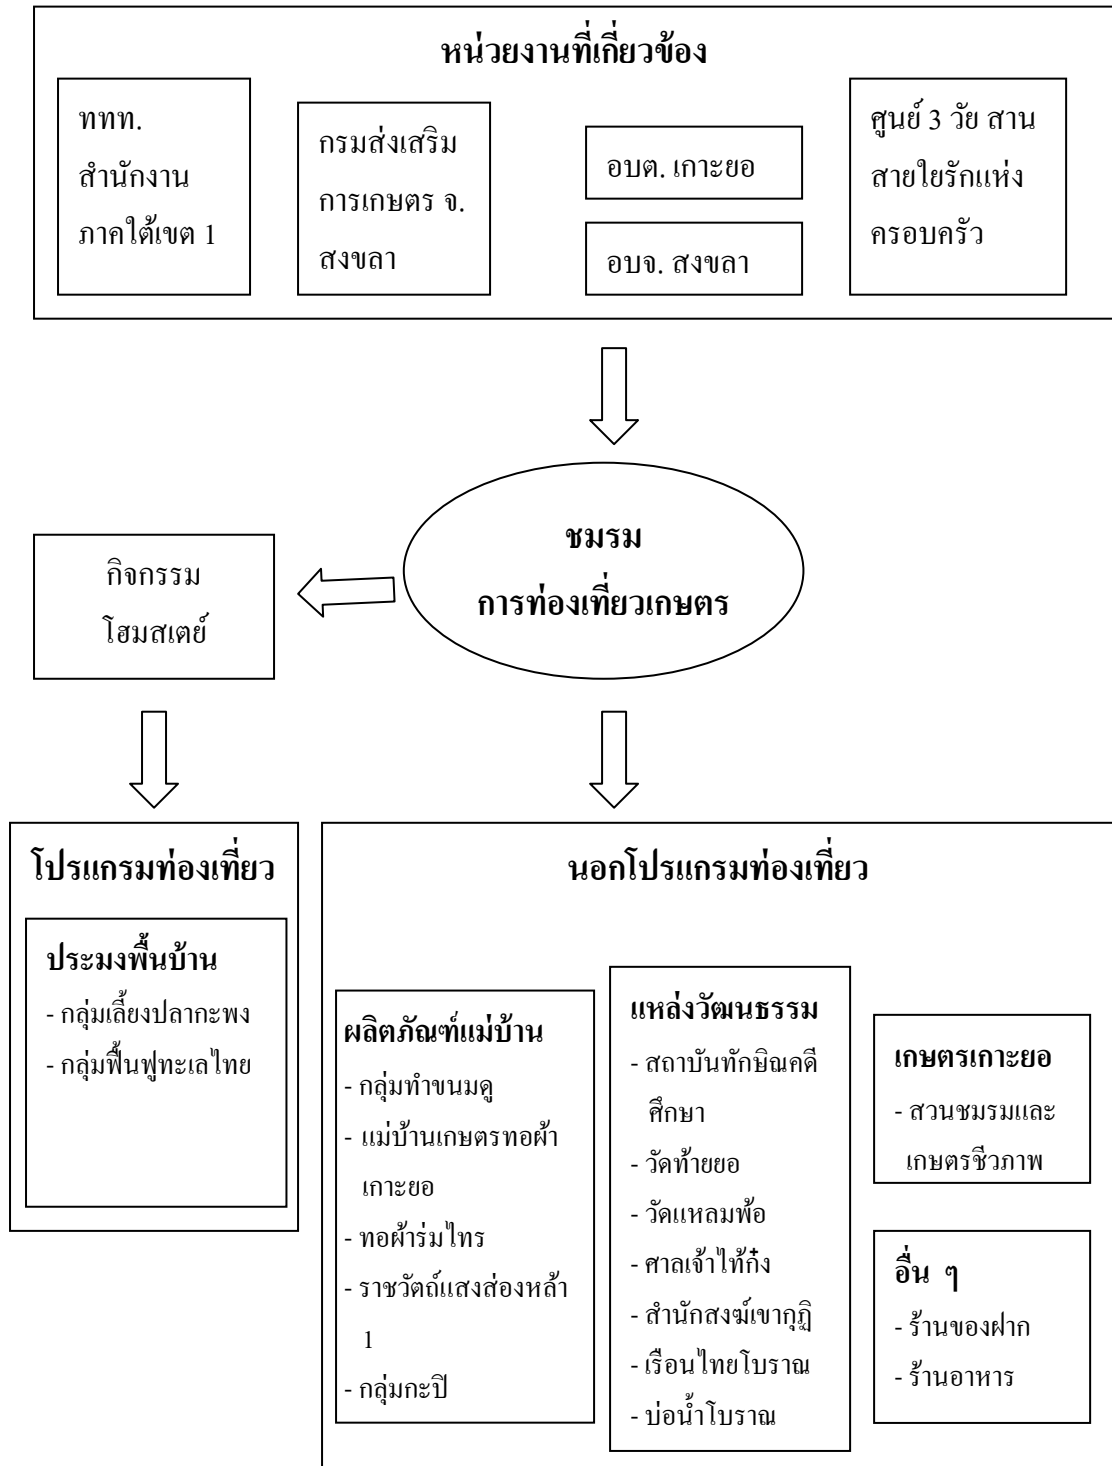 หน่วยงานที่เกี่ยวข้อง
ททท.
สำนักงาน
ภาคใต้เขต 1
กรมส่งเสริม
การเกษตร จ.
สงขลา
อบต. เกาะยอ
อบจ. สงขลา
ศูนย์ 3 วัย สาน
สายใยรักแห่ง
ครอบครัว
ชมรม
การท่องเที่ยวเกษตร
กิจกรรม
โฮมสเตย์
โปรแกรมท่องเที่ยว
ประมงพื้นบ้าน
- กลุ่มเลี้ยงปลากะพง
- กลุ่มฟื้นฟูทะเลไทย
นอกโปรแกรมท่องเที่ยว
ผลิตภัณฑ์แม่บ้าน
- กลุ่มทำขนมดู
- แม่บ้านเกษตรทอผ้า
เกาะยอ
- ทอผ้าร่มไทร
- ราชวัตถ์แสงส่องหล้า
1
- กลุ่มกะปิ
แหล่งวัฒนธรรม
- สถาบันทักษิณคดี
ศึกษา
- วัดท้ายยอ
- วัดแหลมพ้อ
- ศาลเจ้าไท้ก๋ง
- สำนักสงฆ์เขากุฏิ
- เรือนไทยโบราณ
- บ่อน้ำโบราณ
เกษตรเกาะยอ
- สวนชมรมและ
เกษตรชีวภาพ
อื่น ๆ
- ร้านของฝาก
- ร้านอาหาร